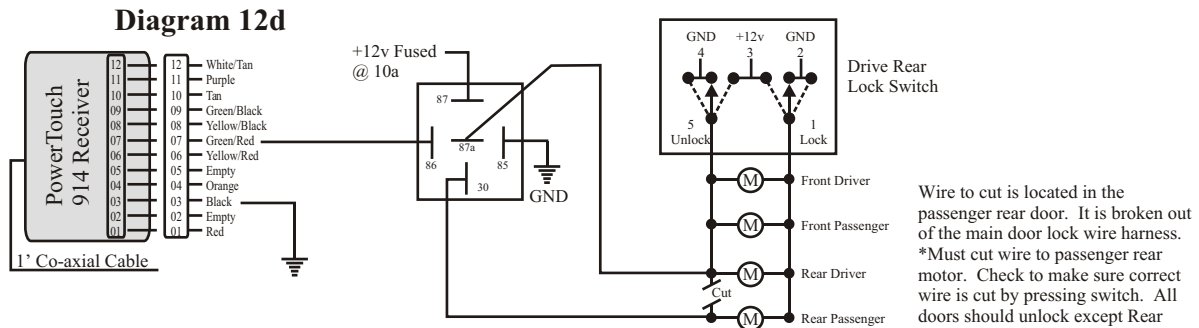 Diagram 12d
PowerTouch
914 Receiver
12 12 White/Tan
11 11 Purple
10 10 Tan
09 09 Green/Black
08 08 Yellow/Black
07 07 Green/Red
06 06 Yellow/Red
05 05 Empty
04 04 Orange
03 03 Black
02 02 Empty
01 01 Red
1' Co-axial Cable
+12v Fused
@ 10a
87
86
87a
85
30
GND
GND +12v GND
4 3 2
5 1
Unlock Lock
Drive Rear
Lock Switch
M Front Driver
M Front Passenger
M Rear Driver
Cut
M Rear Passenger
Wire to cut is located in the
passenger rear door. It is broken out
of the main door lock wire harness.
*Must cut wire to passenger rear
motor. Check to make sure correct
wire is cut by pressing switch. All
doors should unlock except Rear